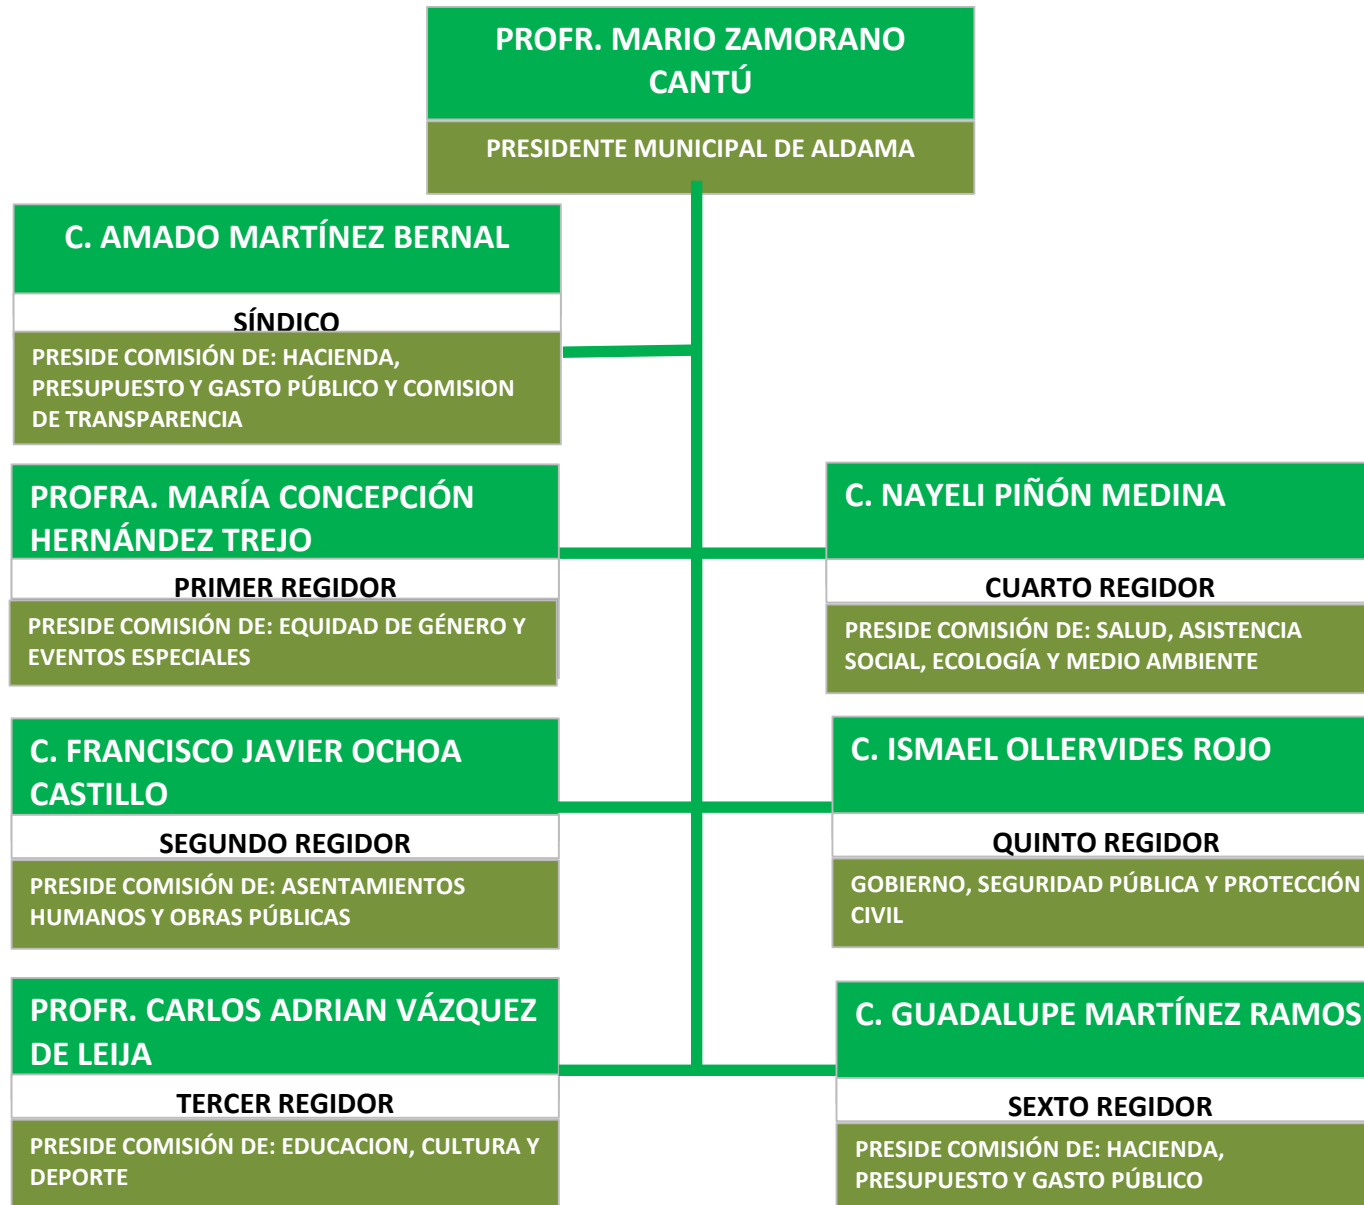 PROFR. MARIO ZAMORANO
CANTÚ
PRESIDENTE MUNICIPAL DE ALDAMA
C. AMADO MARTÍNEZ BERNAL
SÍNDICO
PRESIDE COMISIÓN DE: HACIENDA,
PRESUPUESTO Y GASTO PÚBLICO Y COMISION
DE TRANSPARENCIA
PROFRA. MARÍA CONCEPCIÓN
HERNÁNDEZ TREJO
PRIMER REGIDOR
PRESIDE COMISIÓN DE: EQUIDAD DE GÉNERO Y
EVENTOS ESPECIALES
C. NAYELI PIÑÓN MEDINA
CUARTO REGIDOR
PRESIDE COMISIÓN DE: SALUD, ASISTENCIA
SOCIAL, ECOLOGÍA Y MEDIO AMBIENTE
C. FRANCISCO JAVIER OCHOA
CASTILLO
SEGUNDO REGIDOR
PRESIDE COMISIÓN DE: ASENTAMIENTOS
HUMANOS Y OBRAS PÚBLICAS
C. ISMAEL OLLERVIDES ROJO
QUINTO REGIDOR
GOBIERNO, SEGURIDAD PÚBLICA Y PROTECCIÓN
CIVIL
PROFR. CARLOS ADRIAN VÁZQUEZ
DE LEIJA
TERCER REGIDOR
PRESIDE COMISIÓN DE: EDUCACION, CULTURA Y
DEPORTE
C. GUADALUPE MARTÍNEZ RAMOS
SEXTO REGIDOR
PRESIDE COMISIÓN DE: HACIENDA,
PRESUPUESTO Y GASTO PÚBLICO